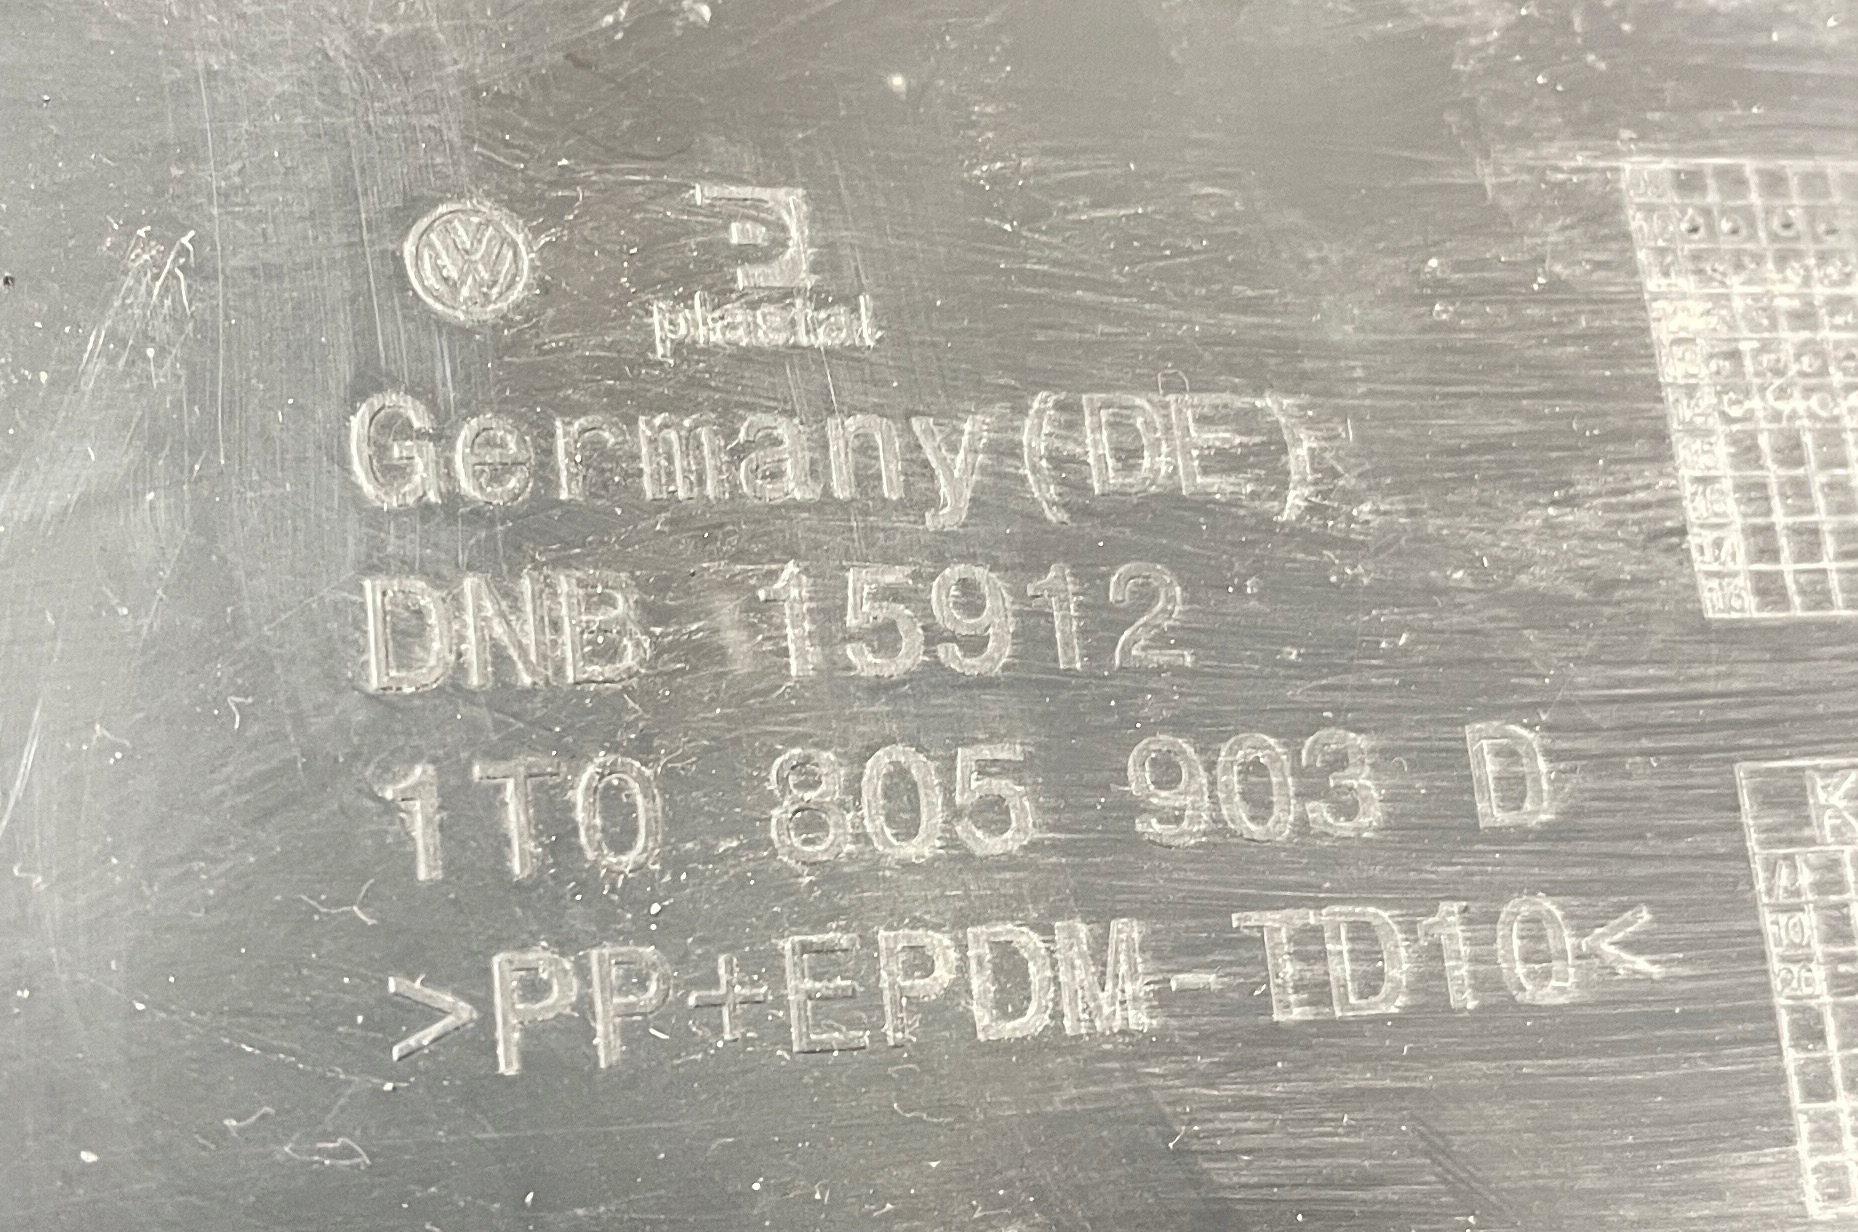 plastal
Germany(DE)
DNB 15912
1T0 805 903 D
>PP+EPDM-TD10<